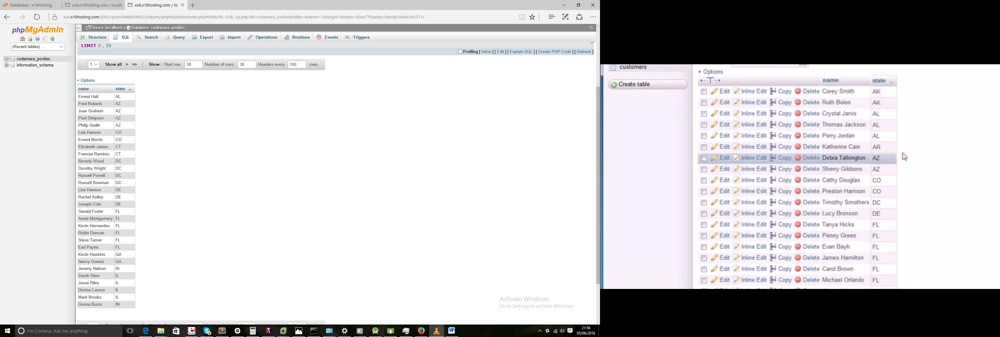 Databases - x10Hosting
xo6.x10hosting.com / localh
xo6.x10hosting.com / lo
xo6.x10hosting.com:2083/cpsess9446659933/3rdparty/phpMyAdmin/index.php#PMAURL-5:db_sql.php?db=codemara_povilas&table=&server=1&target=&token=60ae7763a8acc1decab25a9ec9e2371c
phpMyAdmin
(Recent tables) ...
codemara_povilas
information_schema
Server: localhost » Database: codemara_povilas
Structure SQL Search Query Export Import Operations Routines Events Triggers
LIMIT 0 , 30
Profiling [ Inline ] [ Edit ] [ Explain SQL ] [ Create PHP Code ] [ Refresh ]
1 Show all > >> Show : Start row: 30 Number of rows: 30 Headers every 100 rows
+ Options
name state
Ernest Hall AL
Fred Roberts AZ
Juan Graham AZ
Paul Simpson AZ
Philip Smith AZ
Lois Hanson CO
Ernest Morris CO
Elizabeth James CT
Frances Ramirez CT
Beverly Wood DC
Dorothy Wright DC
Russell Powell DC
Russell Bowman DC
Lisa Hanson DE
Rachel Kelley DE
Joseph Cole DE
Gerald Foster FL
Annie Montgomery FL
Kevin Hernandez FL
Robin Duncan FL
Steve Turner FL
Earl Payne FL
Kevin Hawkins GA
Nancy Gomez GA
Jeremy Nelson IA
Sarah Sims IL
Jesse Riley IL
Denise Larson IL
Mark Brooks IL
Donna Burns IN
Activate Windows
Go to Settings to activate Windows.
I'm Cortana. Ask me anything.
21:56
05/06/2016
customers
Create table
+ Options
name state
Edit Inline Edit Copy Delete Corey Smith AK
Edit Inline Edit Copy Delete Ruth Bolen AK
Edit Inline Edit Copy Delete Crystal Jarvis AL
Edit Inline Edit Copy Delete Thomas Jackson AL
Edit Inline Edit Copy Delete Perry Jordan AL
Edit Inline Edit Copy Delete Katherine Cain AR
Edit Inline Edit Copy Delete Debra Talkington AZ
Edit Inline Edit Copy Delete Sherry Gibbons AZ
Edit Inline Edit Copy Delete Cathy Douglas CO
Edit Inline Edit Copy Delete Preston Harrison CO
Edit Inline Edit Copy Delete Timothy Smothers DC
Edit Inline Edit Copy Delete Lucy Bronson DE
Edit Inline Edit Copy Delete Tanya Hicks FL
Edit Inline Edit Copy Delete Penny Green FL
Edit Inline Edit Copy Delete Evan Bayh FL
Edit Inline Edit Copy Delete James Hamilton FL
Edit Inline Edit Copy Delete Carol Brown FL
Edit Inline Edit Copy Delete Michael Orlando FL